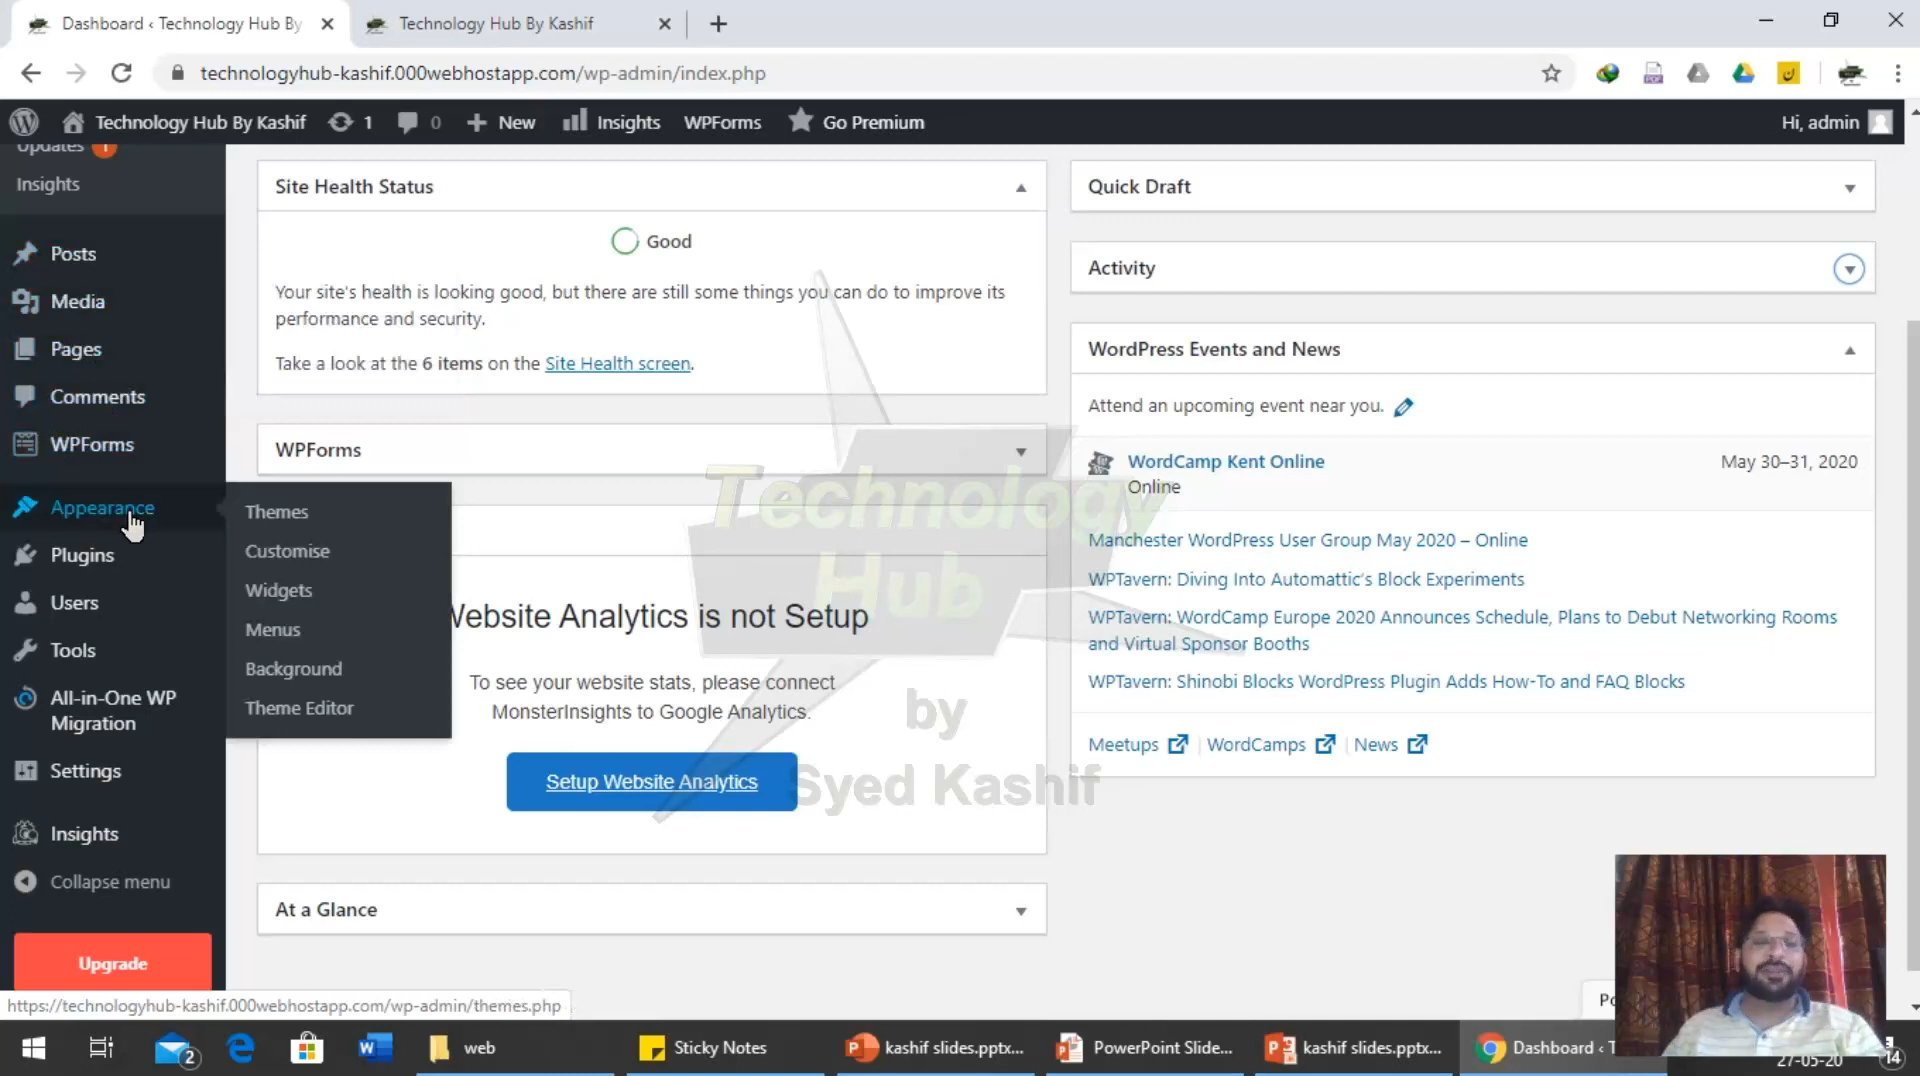 Dashboard ‹ Technology Hub By
Technology Hub By Kashif
technologyhub-kashif.000webhostapp.com/wp-admin/index.php
Technology Hub By Kashif 1 0 New Insights WPForms Go Premium Hi, admin
Updates 1
Insights
Posts
Media
Pages
Comments
WPForms
Appearance
Plugins
Users
Tools
All-in-One WP
Migration
Settings
Insights
Collapse menu
Upgrade
Themes
Customise
Widgets
Menus
Background
Theme Editor
Site Health Status
Good
Your site's health is looking good, but there are still some things you can do to improve its
performance and security.
Take a look at the 6 items on the Site Health screen.
WPForms
Website Analytics is not Setup
To see your website stats, please connect
MonsterInsights to Google Analytics.
Setup Website Analytics
At a Glance
Quick Draft
Activity
WordPress Events and News
Attend an upcoming event near you.
WordCamp Kent Online May 30–31, 2020
Online
Manchester WordPress User Group May 2020 – Online
WPTavern: Diving Into Automattic's Block Experiments
WPTavern: WordCamp Europe 2020 Announces Schedule, Plans to Debut Networking Rooms
and Virtual Sponsor Booths
WPTavern: Shinobi Blocks WordPress Plugin Adds How-To and FAQ Blocks
Meetups | WordCamps | News
Technology
Hub
by
Syed Kashif
https://technologyhub-kashif.000webhostapp.com/wp-admin/themes.php
2
web
Sticky Notes
kashif slides.pptx...
PowerPoint Slide...
kashif slides.pptx...
Dashboard ‹ T
27-05-20
14